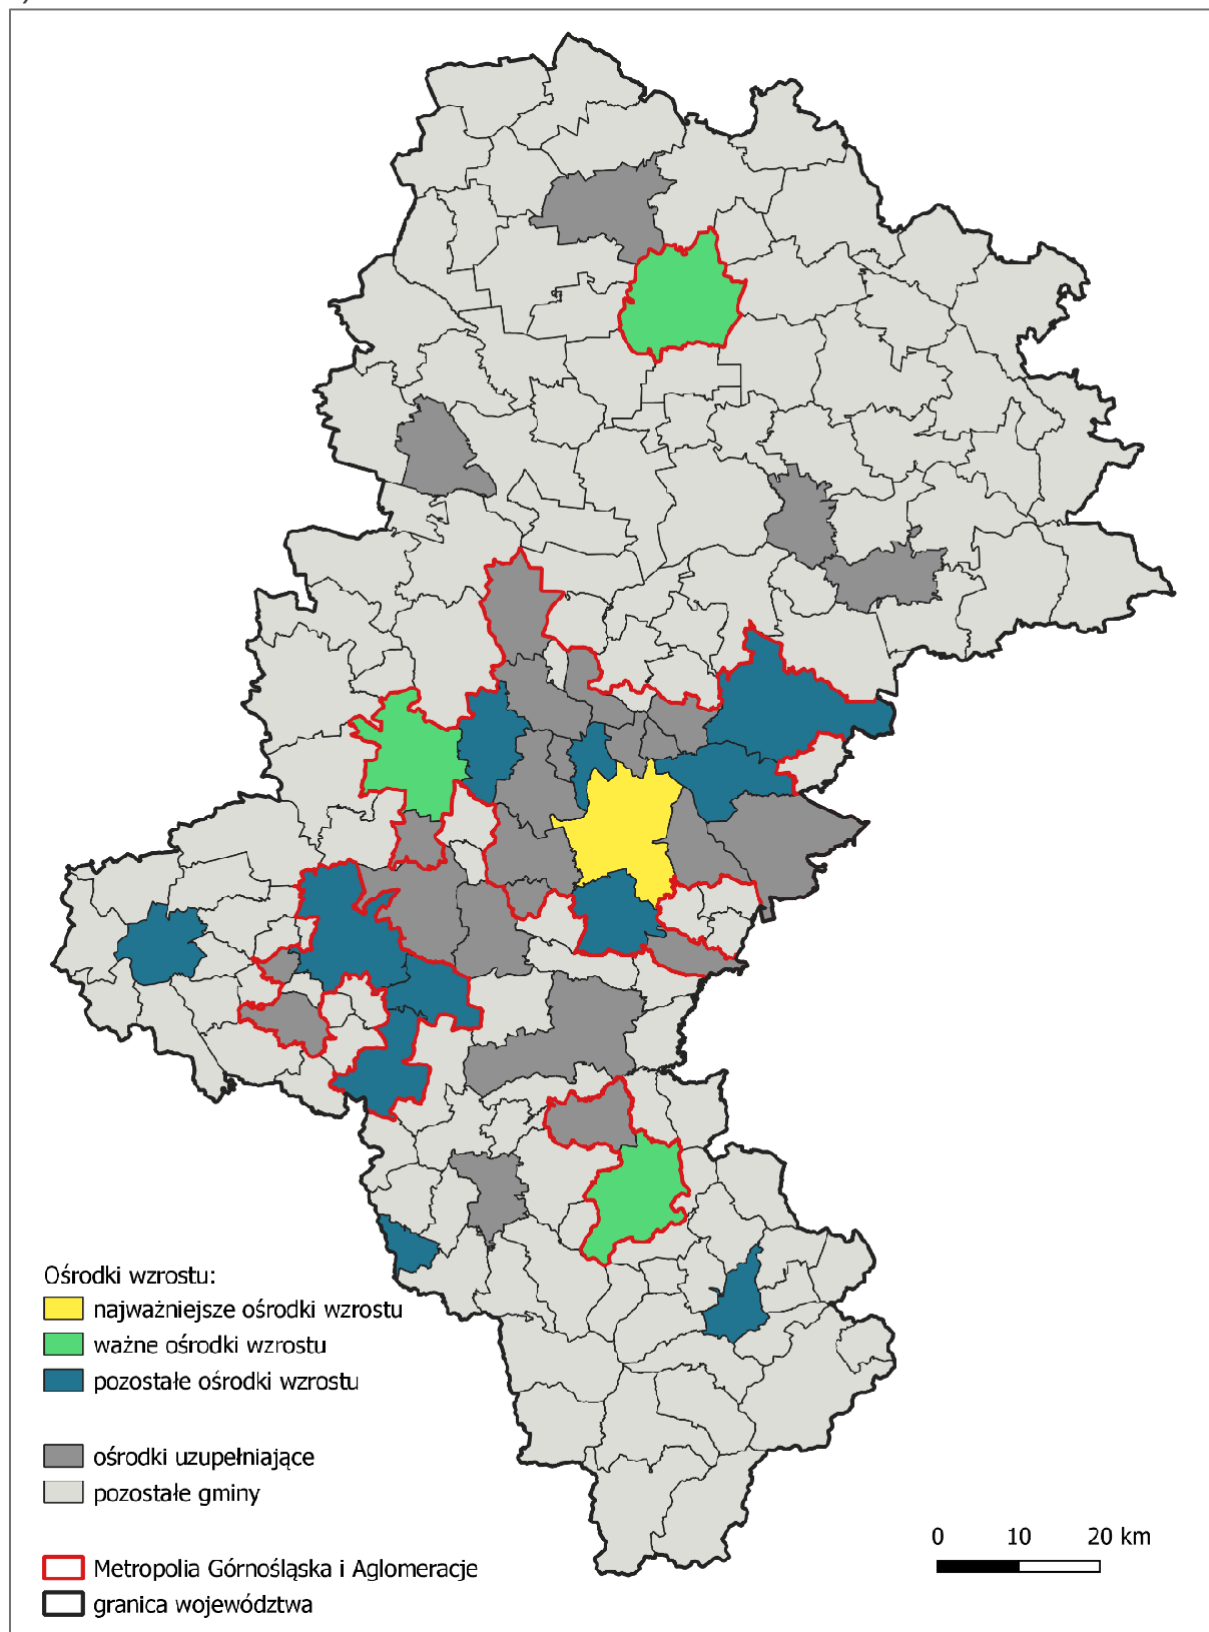 Ośrodki wzrostu:
najważniejsze ośrodki wzrostu
ważne ośrodki wzrostu
pozostałe ośrodki wzrostu
ośrodki uzupełniające
pozostałe gminy
Metropolia Górnośląska i Aglomeracje
granica województwa
0 10 20 km